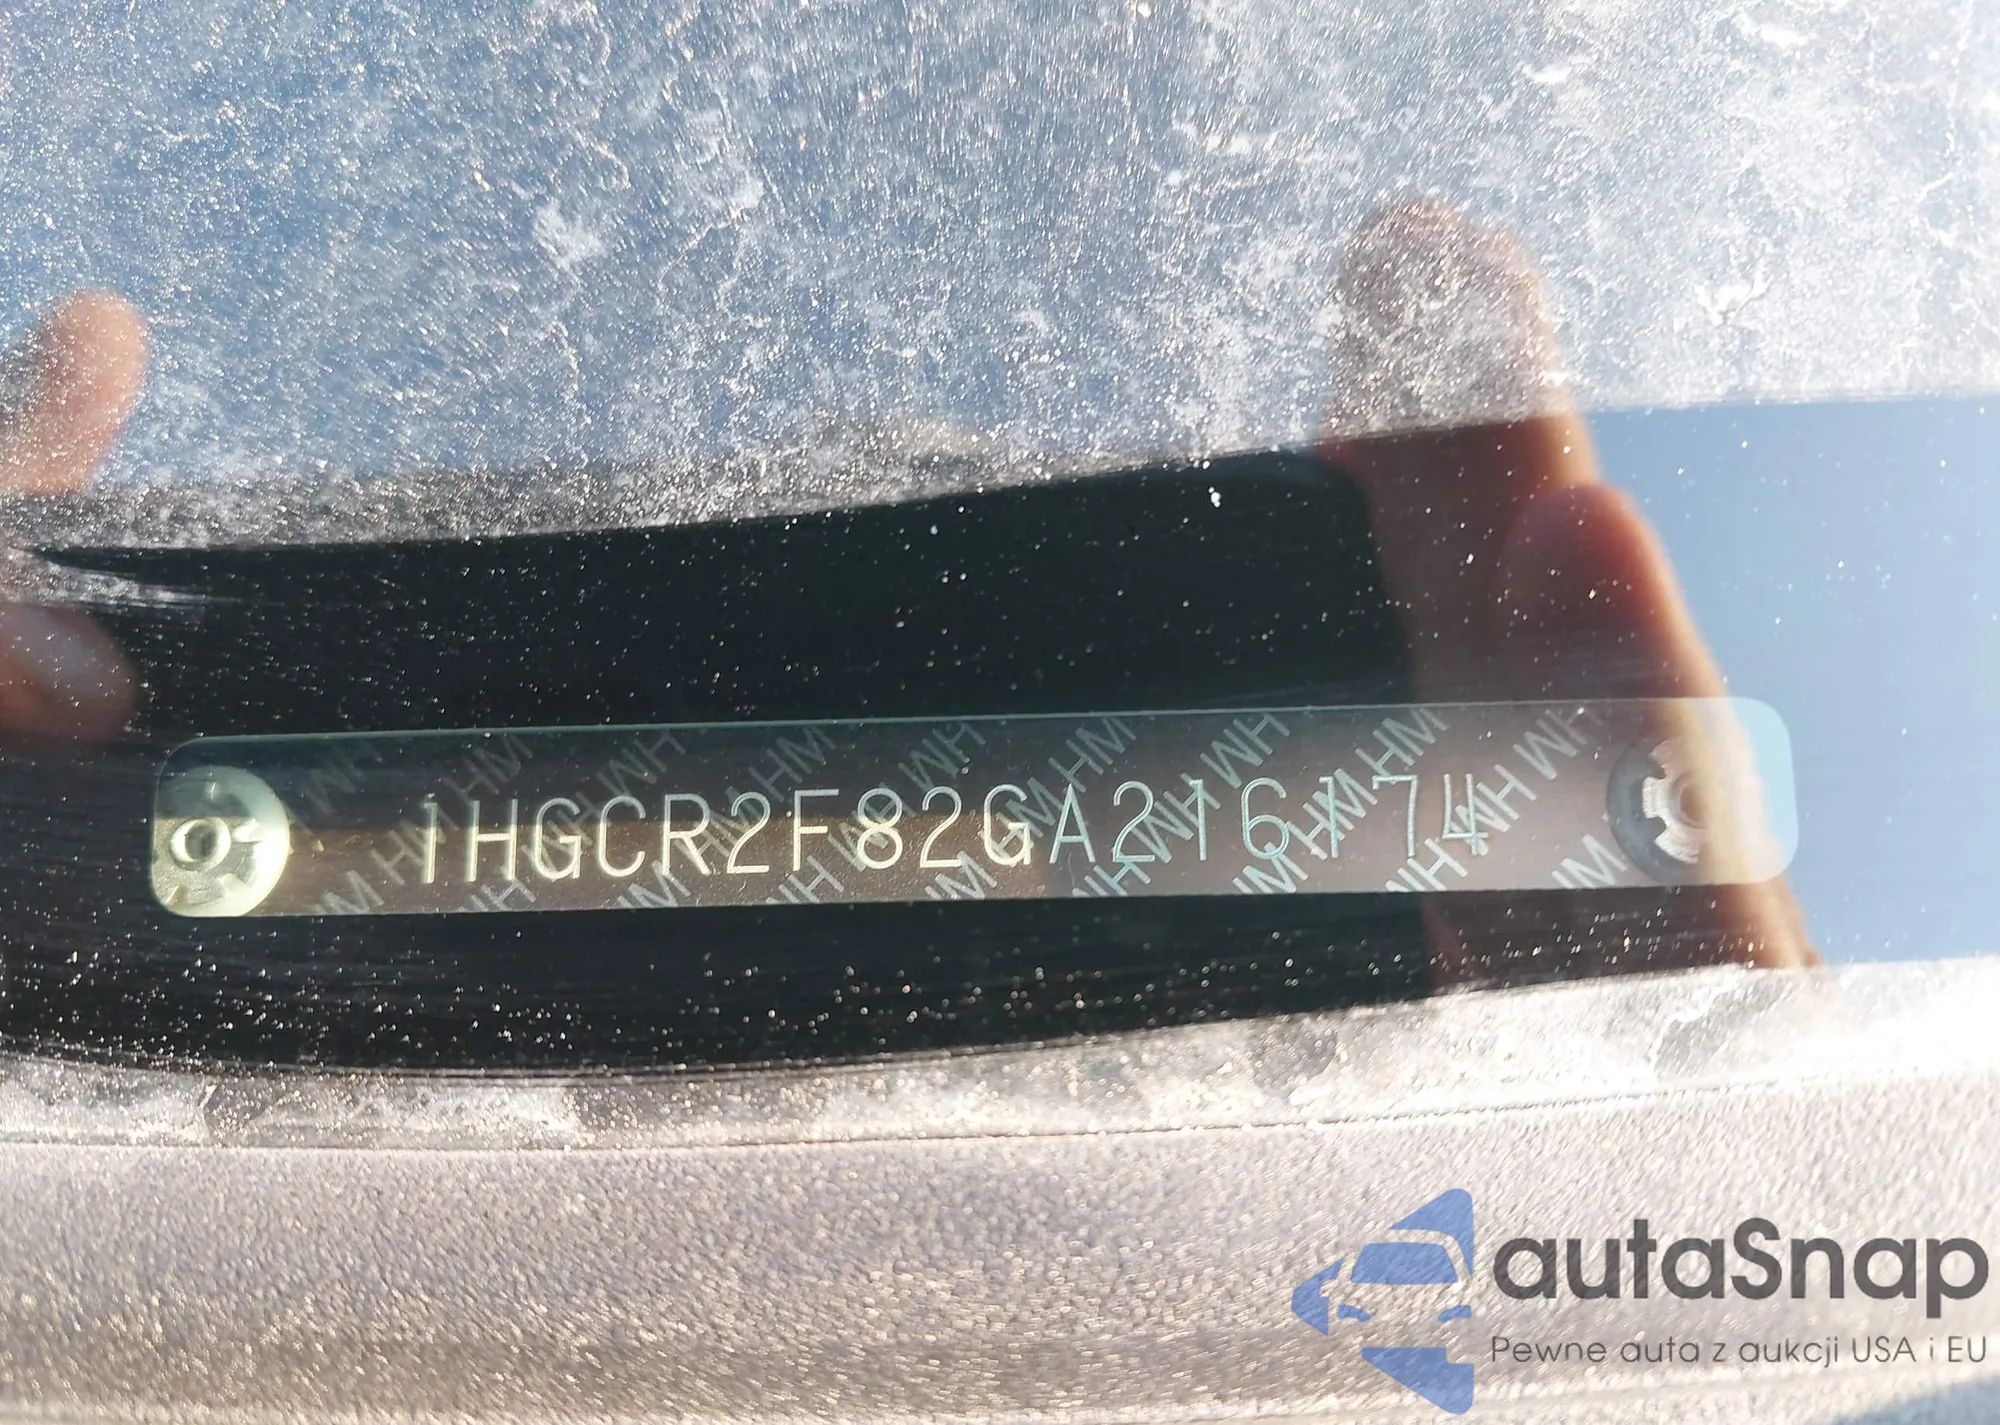 1HGCR2F82GA216174
autaSnap
Pewne auta z aukcji USA i EU